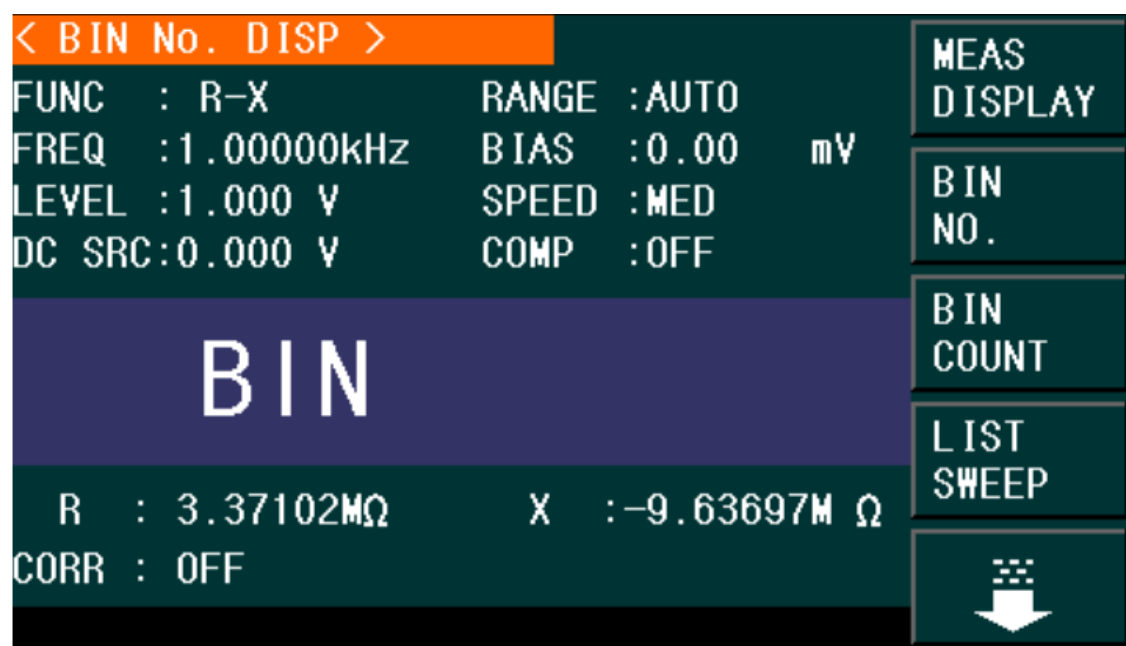 < BIN No. DISP >
FUNC : R-X RANGE :AUTO
FREQ :1.00000kHz BIAS :0.00 mV
LEVEL :1.000 V SPEED :MED
DC SRC:0.000 V COMP :OFF
BIN
R : 3.37102MΩ X :-9.63697M Ω
CORR : OFF
MEAS
DISPLAY
BIN
NO.
BIN
COUNT
LIST
SWEEP